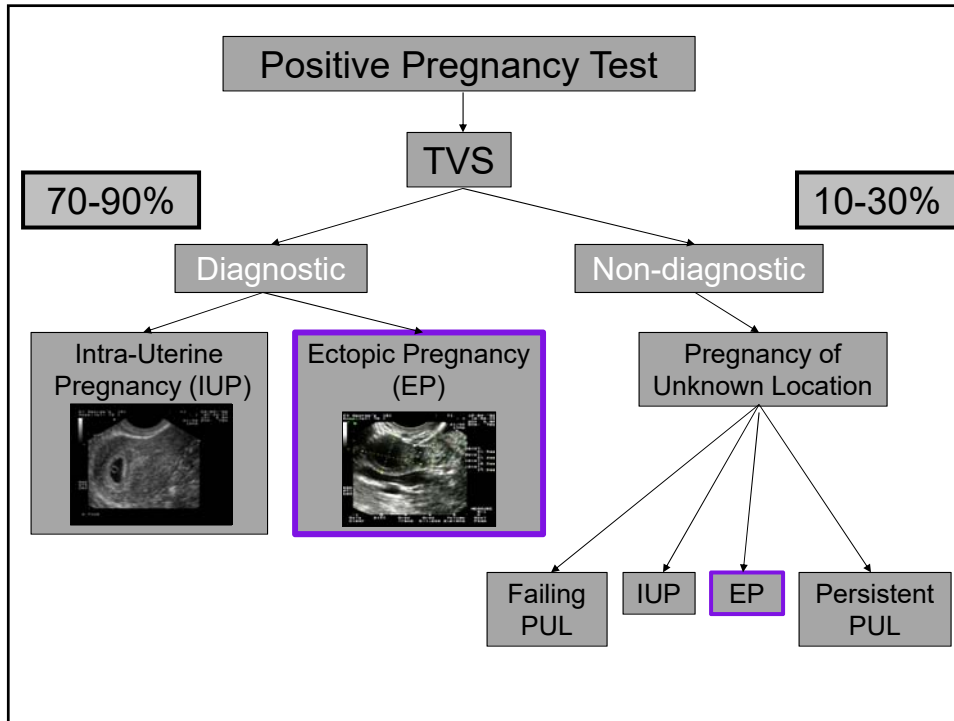 Positive Pregnancy Test
TVS
70-90%
10-30%
Diagnostic
Non-diagnostic
Intra-Uterine
Pregnancy (IUP)
Ectopic Pregnancy
(EP)
Pregnancy of
Unknown Location
Failing
PUL
IUP
EP
Persistent
PUL